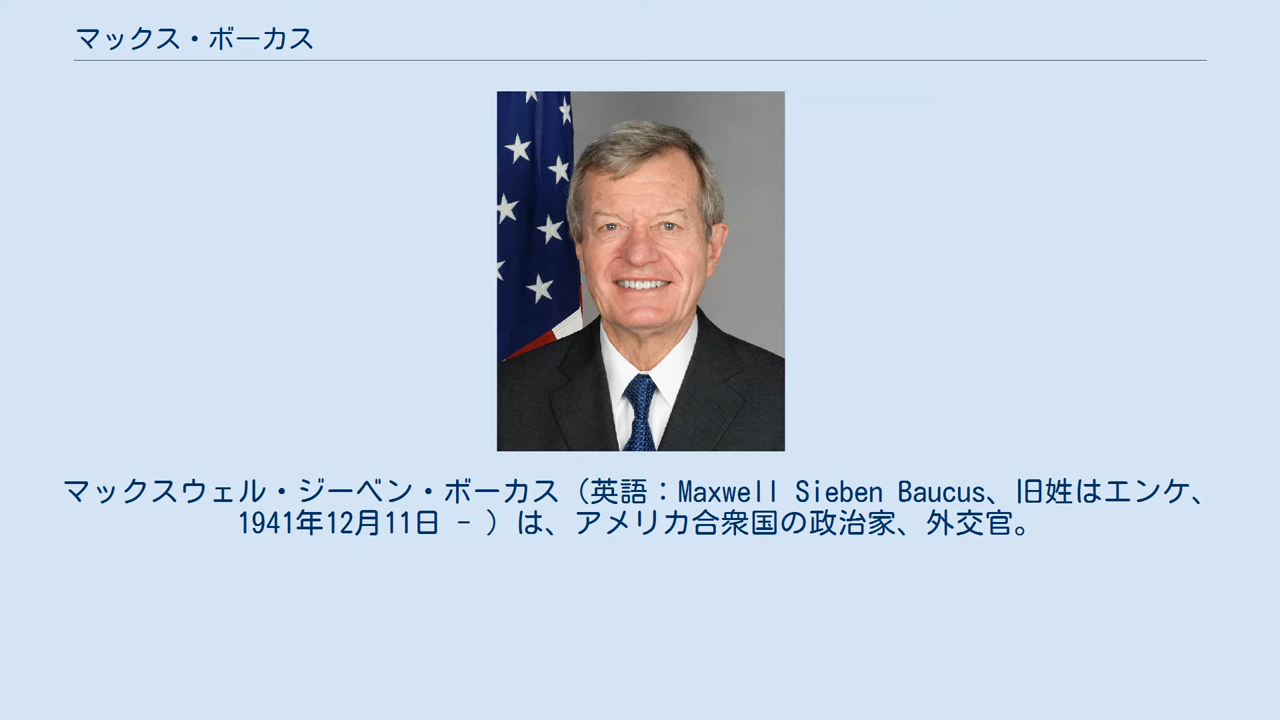 マックス・ボーカス
マックスウェル・ジーベン・ボーカス（英語：Maxwell Sieben Baucus、旧姓はエンケ、
1941年12月11日 - ）は、アメリカ合衆国の政治家、外交官。